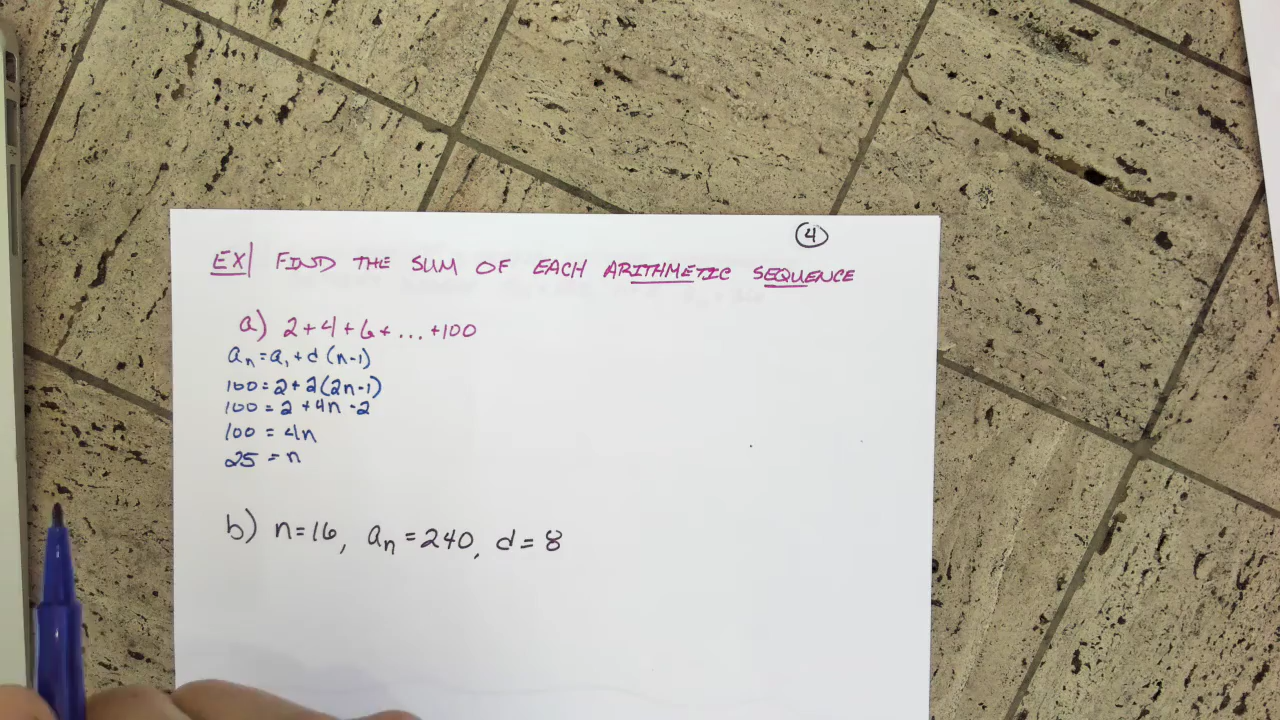 4
EX| FIND THE SUM OF EACH ARITHMETIC SEQUENCE
a) 2+4+6+...+100
aₙ=a₁+d(n-1)
100=2+2(2n-1)
100=2+4n-2
100=4n
25=n
b) n=16, aₙ=240, d=8